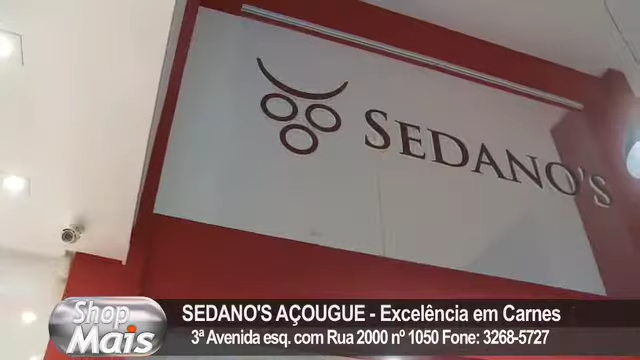 SEDANO'S
SEDANO'S AÇOUGUE - Excelência em Carnes
3ª Avenida esq. com Rua 2000 nº 1050 Fone: 3268-5727
Shop
Mais